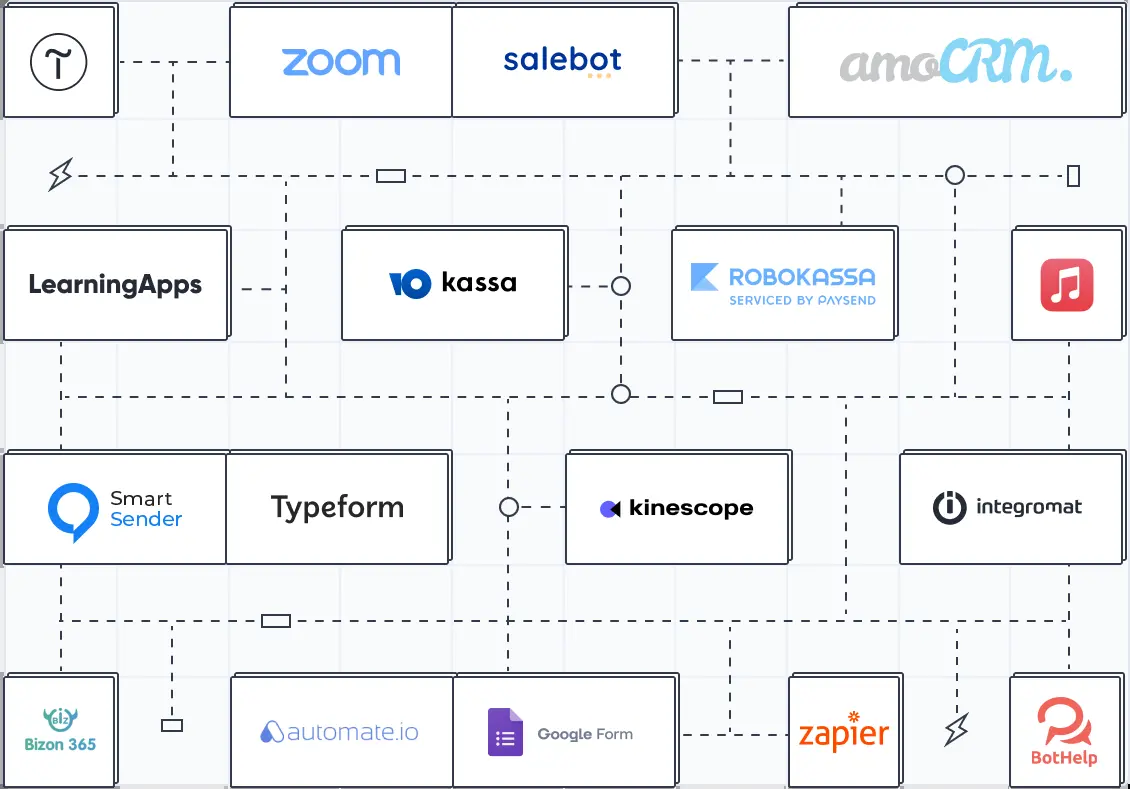 zoom
salebot
amoCRM.
LearningApps
Ю kassa
ROBOKASSA
SERVICED BY PAYSEND
Smart
Sender
Typeform
kinescope
integromat
BIZ
Bizon 365
automate.io
Google Form
zapier
BotHelp